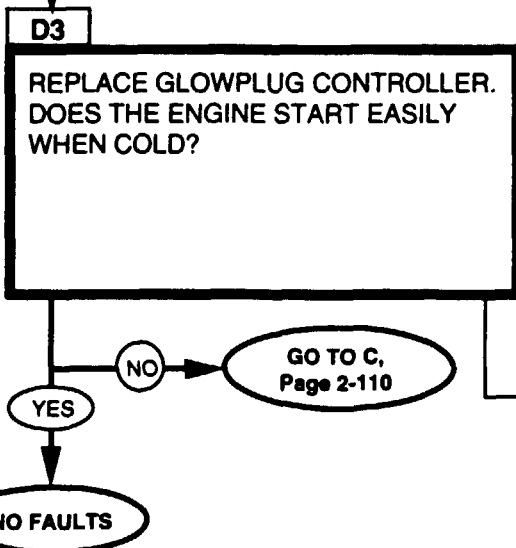 D3
REPLACE GLOWPLUG CONTROLLER.
DOES THE ENGINE START EASILY
WHEN COLD?
NO
GO TO C,
Page 2-110
YES
NO FAULTS